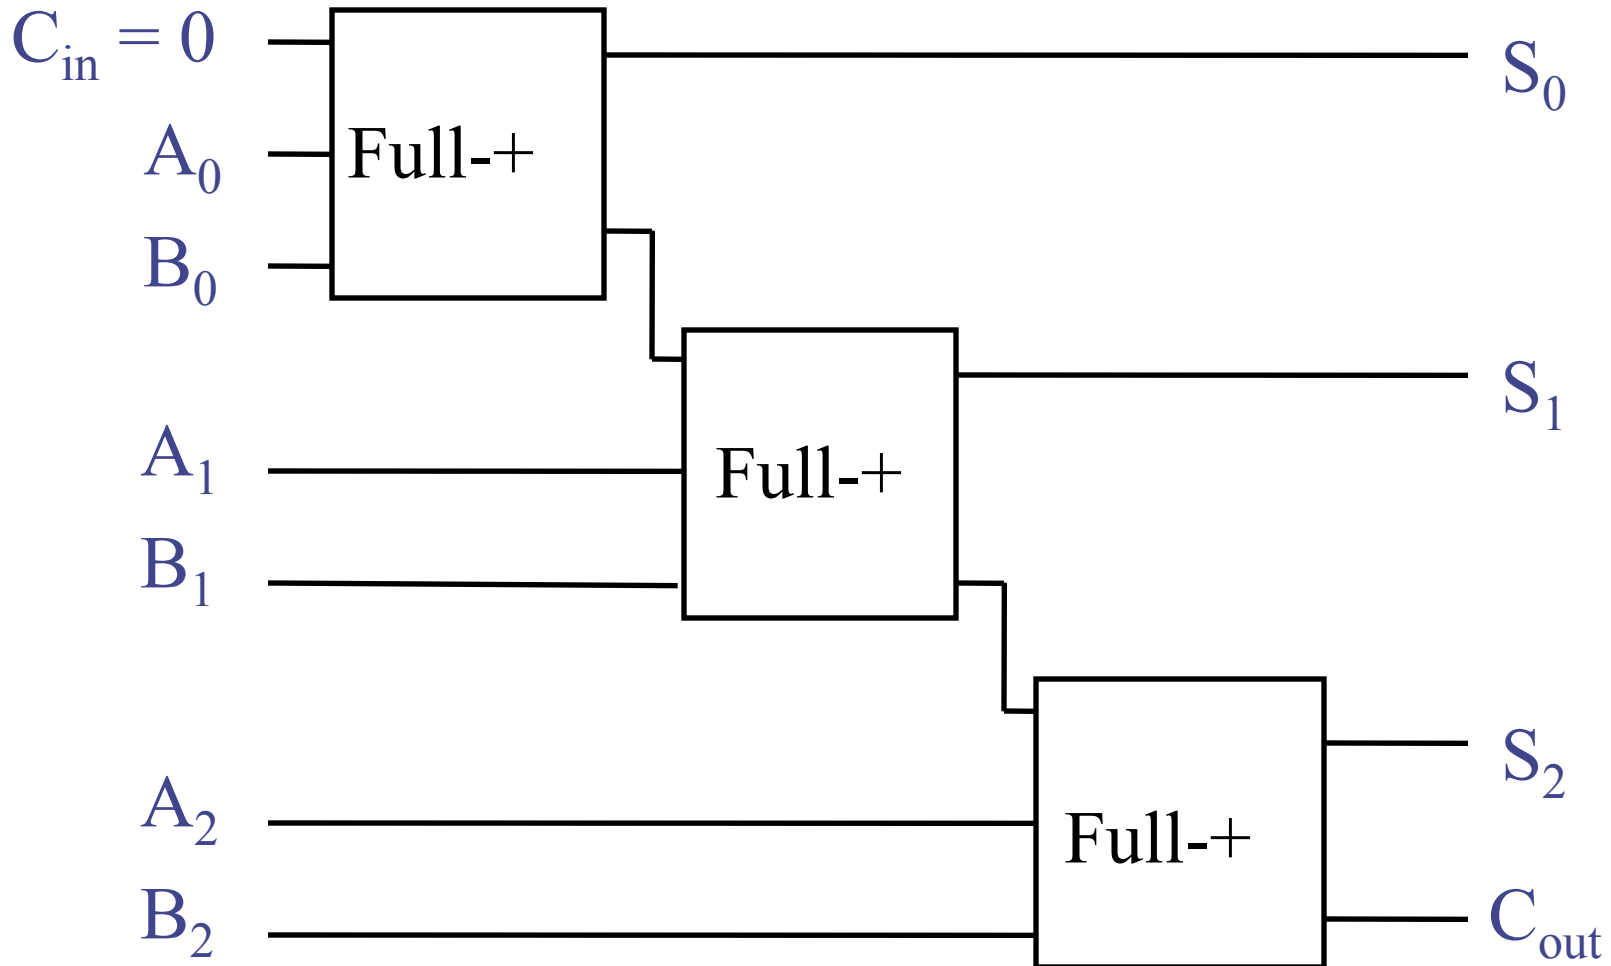 C_in = 0
S_0
A_0
Full-+
B_0
S_1
A_1
Full-+
B_1
S_2
A_2
Full-+
B_2
C_out